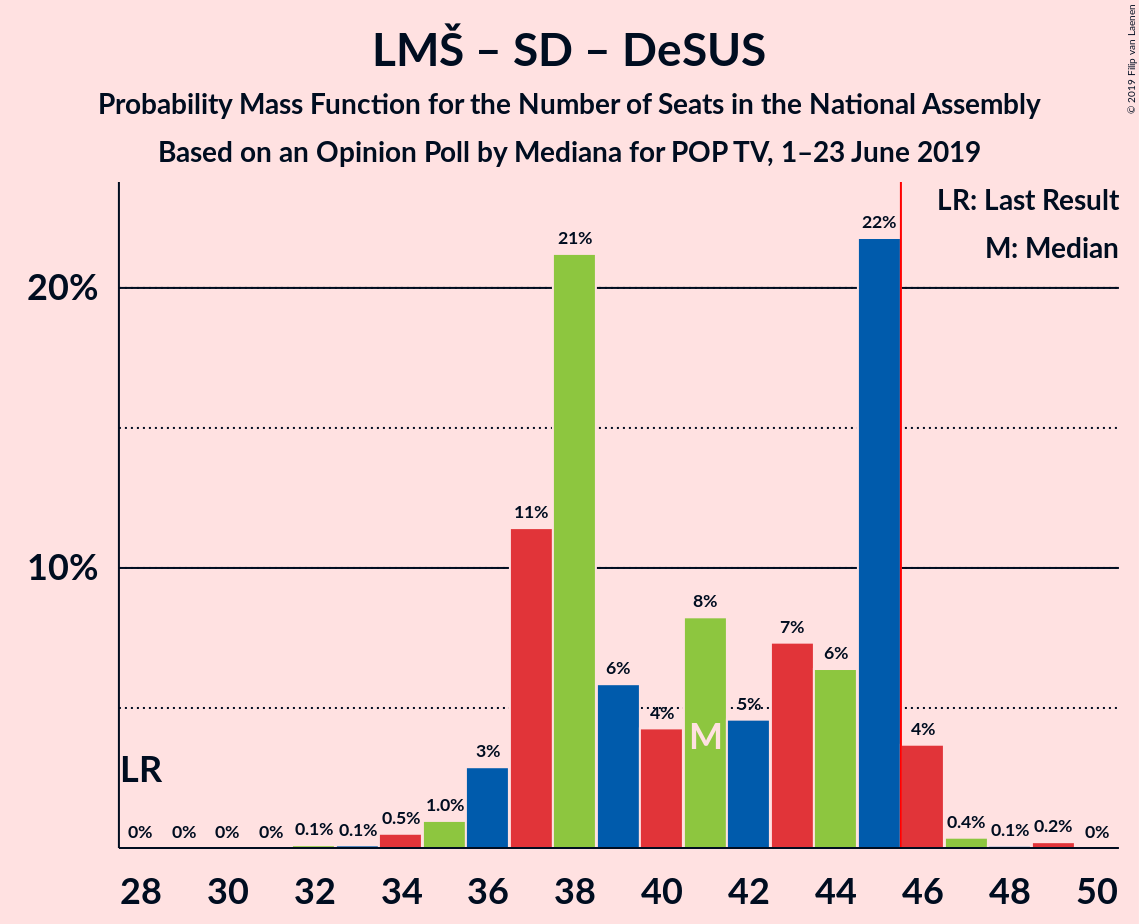 LMŠ – SD – DeSUS
Probability Mass Function for the Number of Seats in the National Assembly
Based on an Opinion Poll by Mediana for POP TV, 1–23 June 2019
© 2019 Filip van Laenen
LR: Last Result
M: Median
20%
10%
LR
M
0% 0% 0% 0% 0.1% 0.1% 0.5% 1.0% 3% 11% 21% 6% 4% 8% 5% 7% 6% 22% 4% 0.4% 0.1% 0.2% 0%
28 30 32 34 36 38 40 42 44 46 48 50